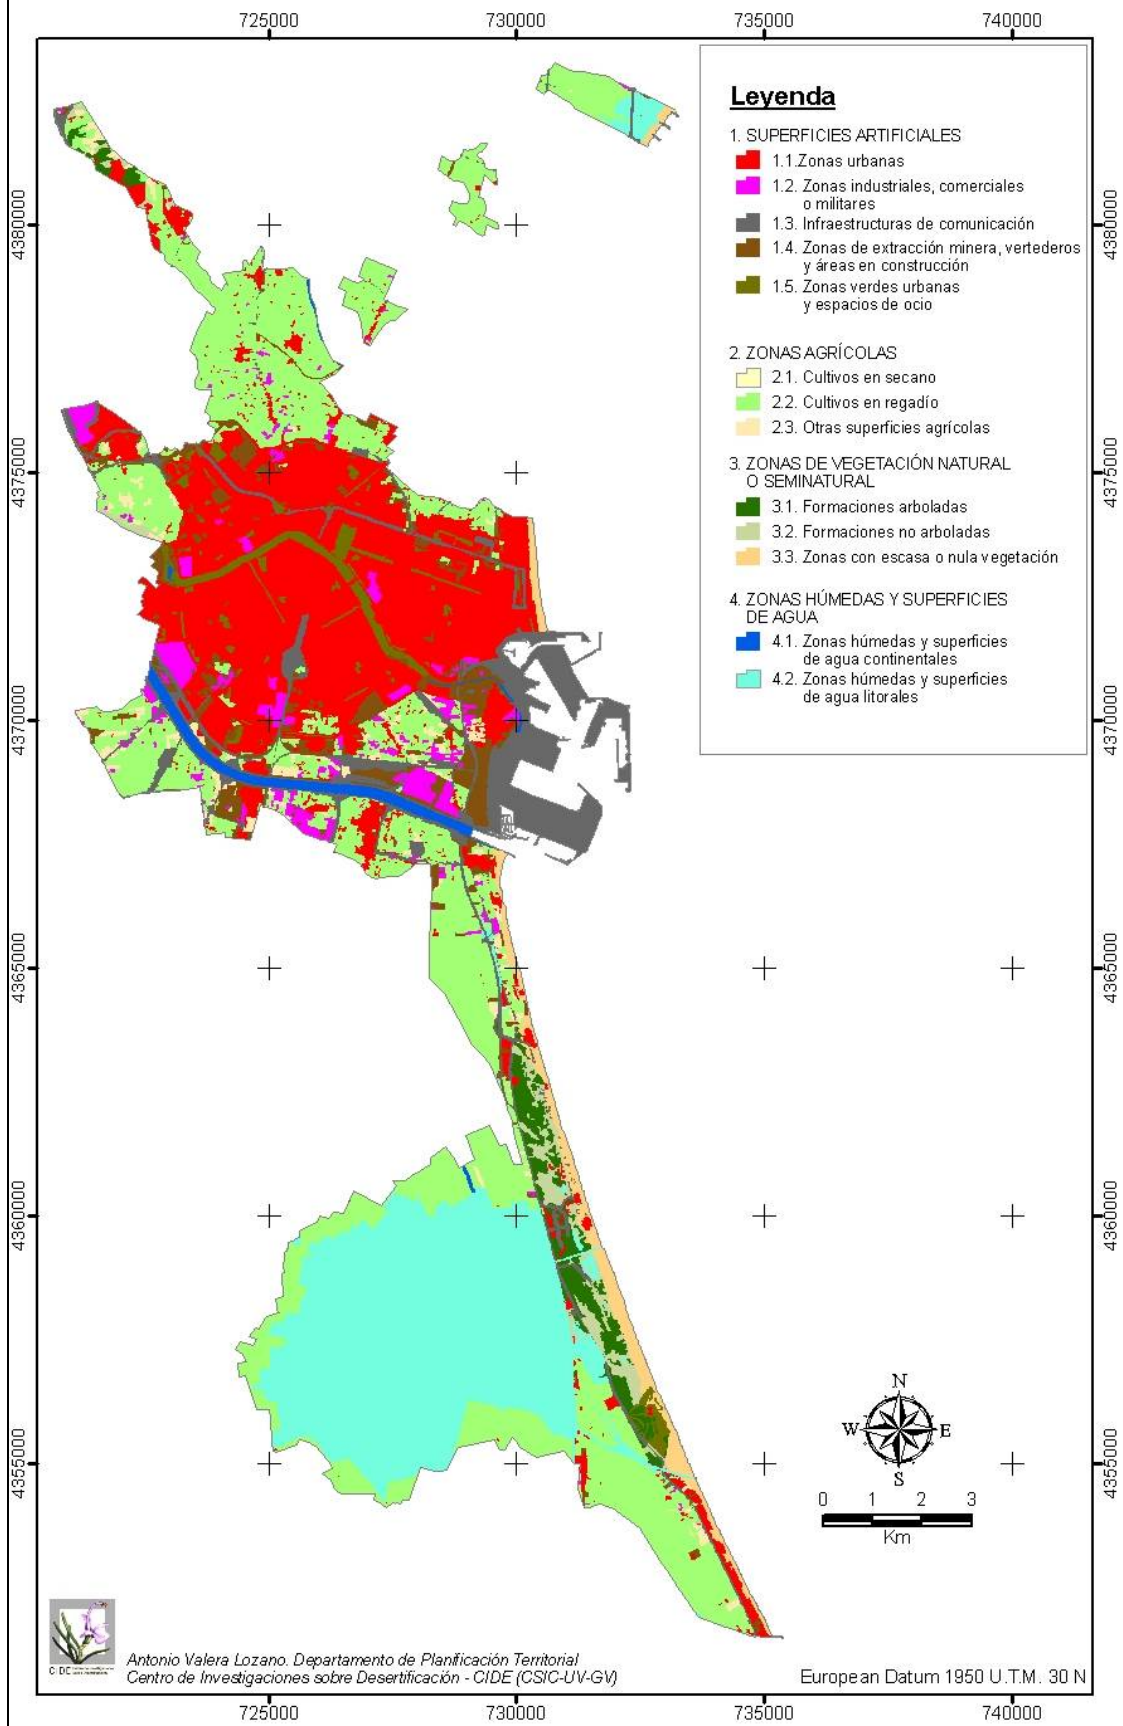 725000 730000 735000 740000
Leyenda
1. SUPERFICIES ARTIFICIALES
1.1.Zonas urbanas
1.2. Zonas industriales, comerciales
o militares
1.3. Infraestructuras de comunicación
1.4. Zonas de extracción minera, vertederos
y áreas en construcción
1.5. Zonas verdes urbanas
y espacios de ocio
2. ZONAS AGRÍCOLAS
2.1. Cultivos en secano
2.2. Cultivos en regadío
2.3. Otras superficies agrícolas
3. ZONAS DE VEGETACIÓN NATURAL
O SEMINATURAL
3.1. Formaciones arboladas
3.2. Formaciones no arboladas
3.3. Zonas con escasa o nula vegetación
4. ZONAS HÚMEDAS Y SUPERFICIES
DE AGUA
4.1. Zonas húmedas y superficies
de agua continentales
4.2. Zonas húmedas y superficies
de agua litorales
4380000 4380000
4375000 4375000
4370000 4370000
4365000 4365000
4360000 4360000
4355000 4355000
N
W E
S
0 1 2 3
Km
CIDE
Antonio Valera Lozano. Departamento de Planificación Territorial
Centro de Investigaciones sobre Desertificación - CIDE (CSIC-UV-GV)
European Datum 1950 U.T.M. 30 N
725000 730000 735000 740000